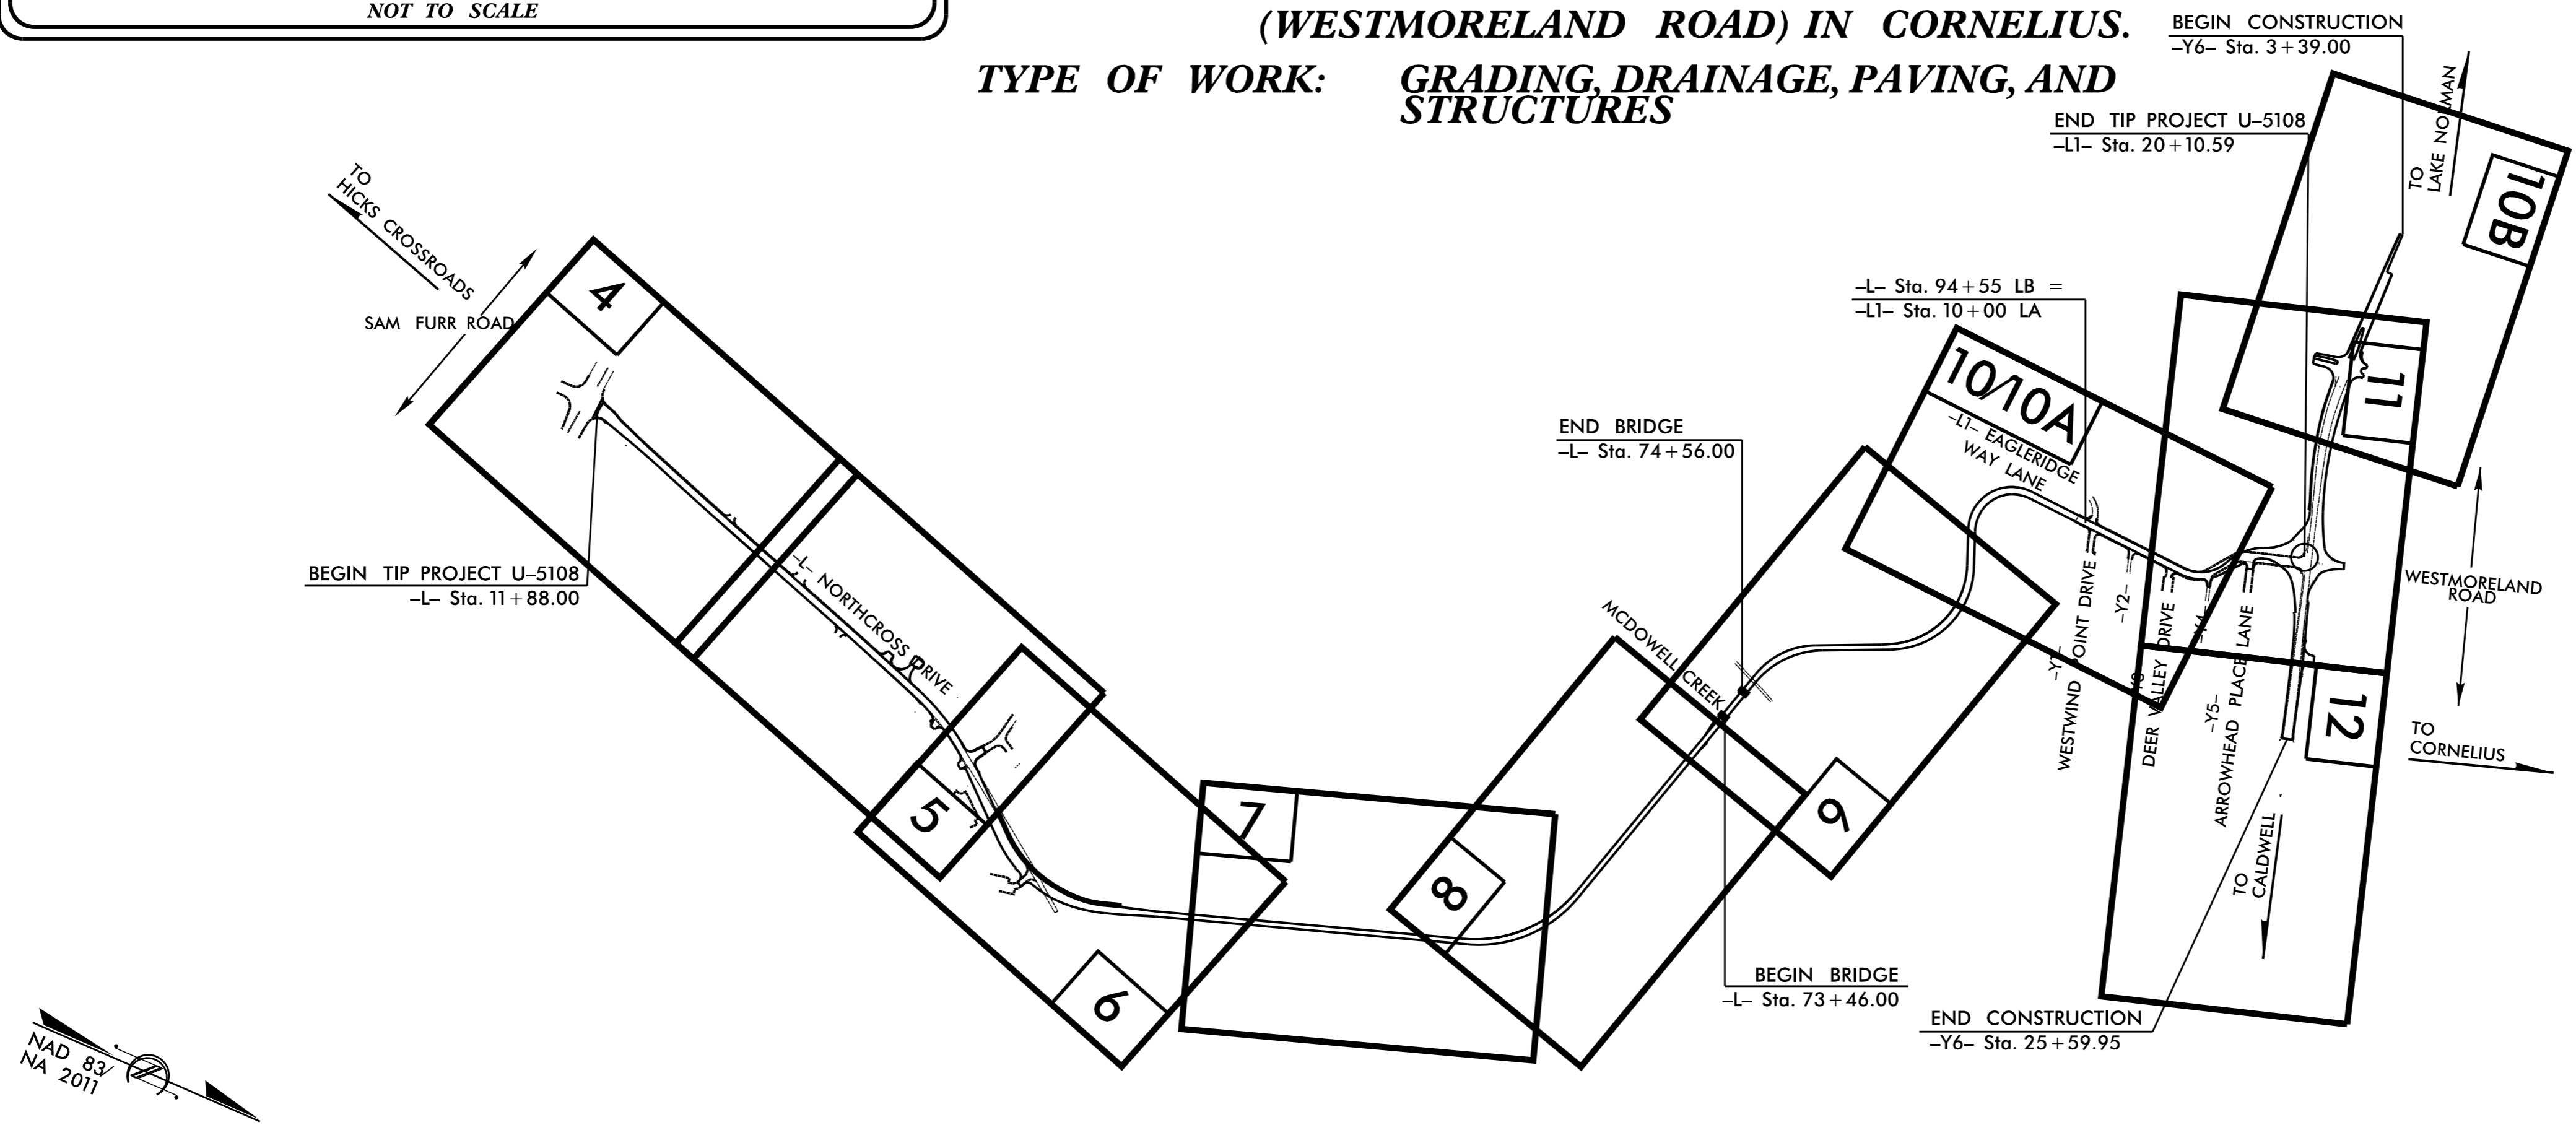 NOT TO SCALE
(WESTMORELAND ROAD) IN CORNELIUS.
TYPE OF WORK: GRADING, DRAINAGE, PAVING, AND
STRUCTURES
BEGIN CONSTRUCTION
-Y6- Sta. 3+39.00
END TIP PROJECT U-5108
-L1- Sta. 20+10.59
TO
LAKE NORMAN
10B
TO
HICKS CROSSROADS
SAM FURR ROAD
4
BEGIN TIP PROJECT U-5108
-L- Sta. 11+88.00
-L- NORTHCROSS DRIVE
5
6
7
8
MCDOWELL CREEK
END BRIDGE
-L- Sta. 74+56.00
BEGIN BRIDGE
-L- Sta. 73+46.00
9
-L- Sta. 94+55 LB =
-L1- Sta. 10+00 LA
10/10A
-L1- EAGLERIDGE
WAY LANE
WESTWIND POINT DRIVE
-Y2-
DEER VALLEY DRIVE
-Y4-
-Y5-
ARROWHEAD PLACE LANE
11
WESTMORELAND
ROAD
12
TO
CORNELIUS
TO
CALDWELL
END CONSTRUCTION
-Y6- Sta. 25+59.95
NAD 83/
NA 2011